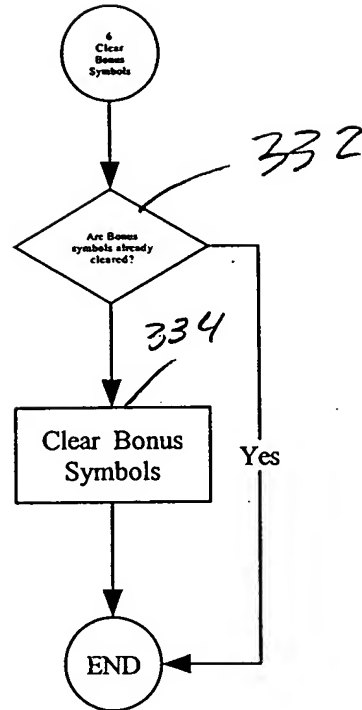 6
Clear
Bonus
Symbols
332
Are Bonus
symbols already
cleared?
334
Clear Bonus
Symbols
Yes
END